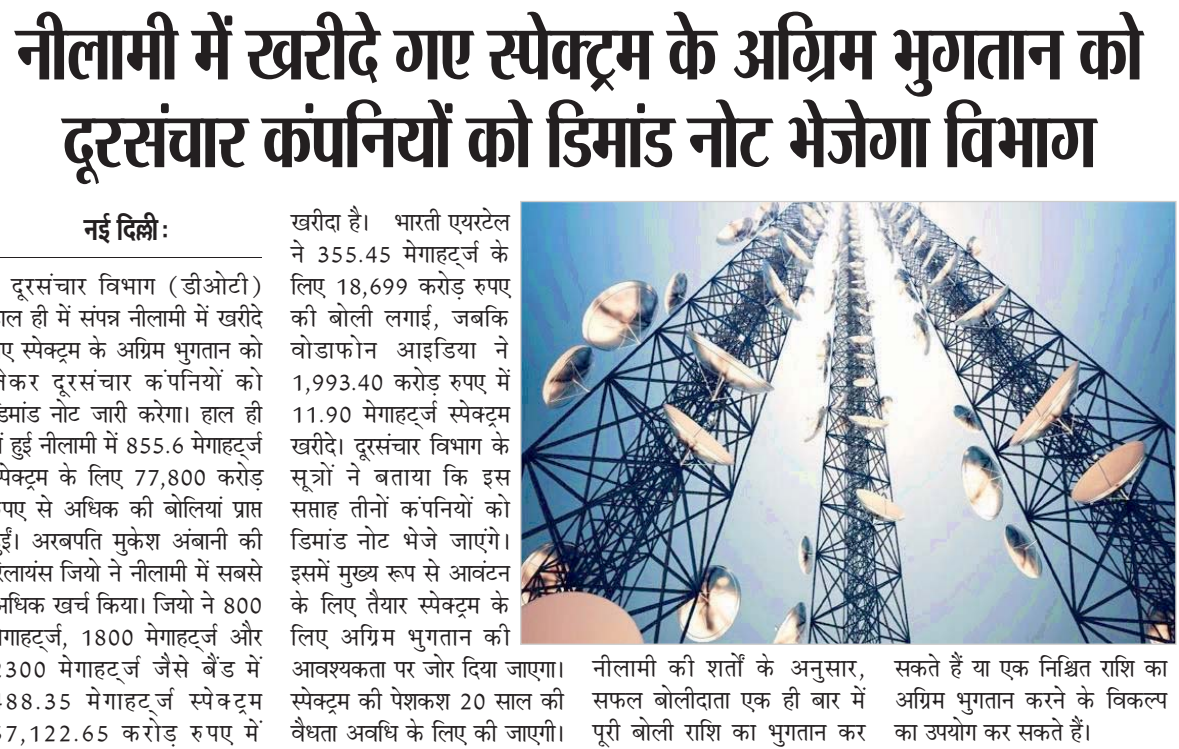 नीलामी में खरीदे गए स्पेक्ट्रम के अग्रिम भुगतान को
दूरसंचार कंपनियों को डिमांड नोट भेजेगा विभाग
नई दिल्ली:
दूरसंचार विभाग (डीओटी)
हाल ही में संपन्न नीलामी में खरीदे
गए स्पेक्ट्रम के अग्रिम भुगतान को
लेकर दूरसंचार कंपनियों को
डिमांड नोट जारी करेगा। हाल ही
में हुई नीलामी में 855.6 मेगाहर्ट्ज
स्पेक्ट्रम के लिए 77,800 करोड़
रुपए से अधिक की बोलियां प्राप्त
हुईं। अरबपति मुकेश अंबानी की
रिलायंस जियो ने नीलामी में सबसे
अधिक खर्च किया। जियो ने 800
मेगाहर्ट्ज, 1800 मेगाहर्ट्ज और
2300 मेगाहर्ट्ज जैसे बैंड में
488.35 मेगाहर्ट्ज स्पेक्ट्रम
57,122.65 करोड़ रुपए में
खरीदा है। भारती एयरटेल
ने 355.45 मेगाहर्ट्ज के
लिए 18,699 करोड़ रुपए
की बोली लगाई, जबकि
वोडाफोन आइडिया ने
1,993.40 करोड़ रुपए में
11.90 मेगाहर्ट्ज स्पेक्ट्रम
खरीदे। दूरसंचार विभाग के
सूत्रों ने बताया कि इस
सप्ताह तीनों कंपनियों को
डिमांड नोट भेजे जाएंगे।
इसमें मुख्य रूप से आवंटन
के लिए तैयार स्पेक्ट्रम के
लिए अग्रिम भुगतान की
आवश्यकता पर जोर दिया जाएगा।
स्पेक्ट्रम की पेशकश 20 साल की
वैधता अवधि के लिए की जाएगी।
नीलामी की शर्तों के अनुसार,
सफल बोलीदाता एक ही बार में
पूरी बोली राशि का भुगतान कर
सकते हैं या एक निश्चित राशि का
अग्रिम भुगतान करने के विकल्प
का उपयोग कर सकते हैं।